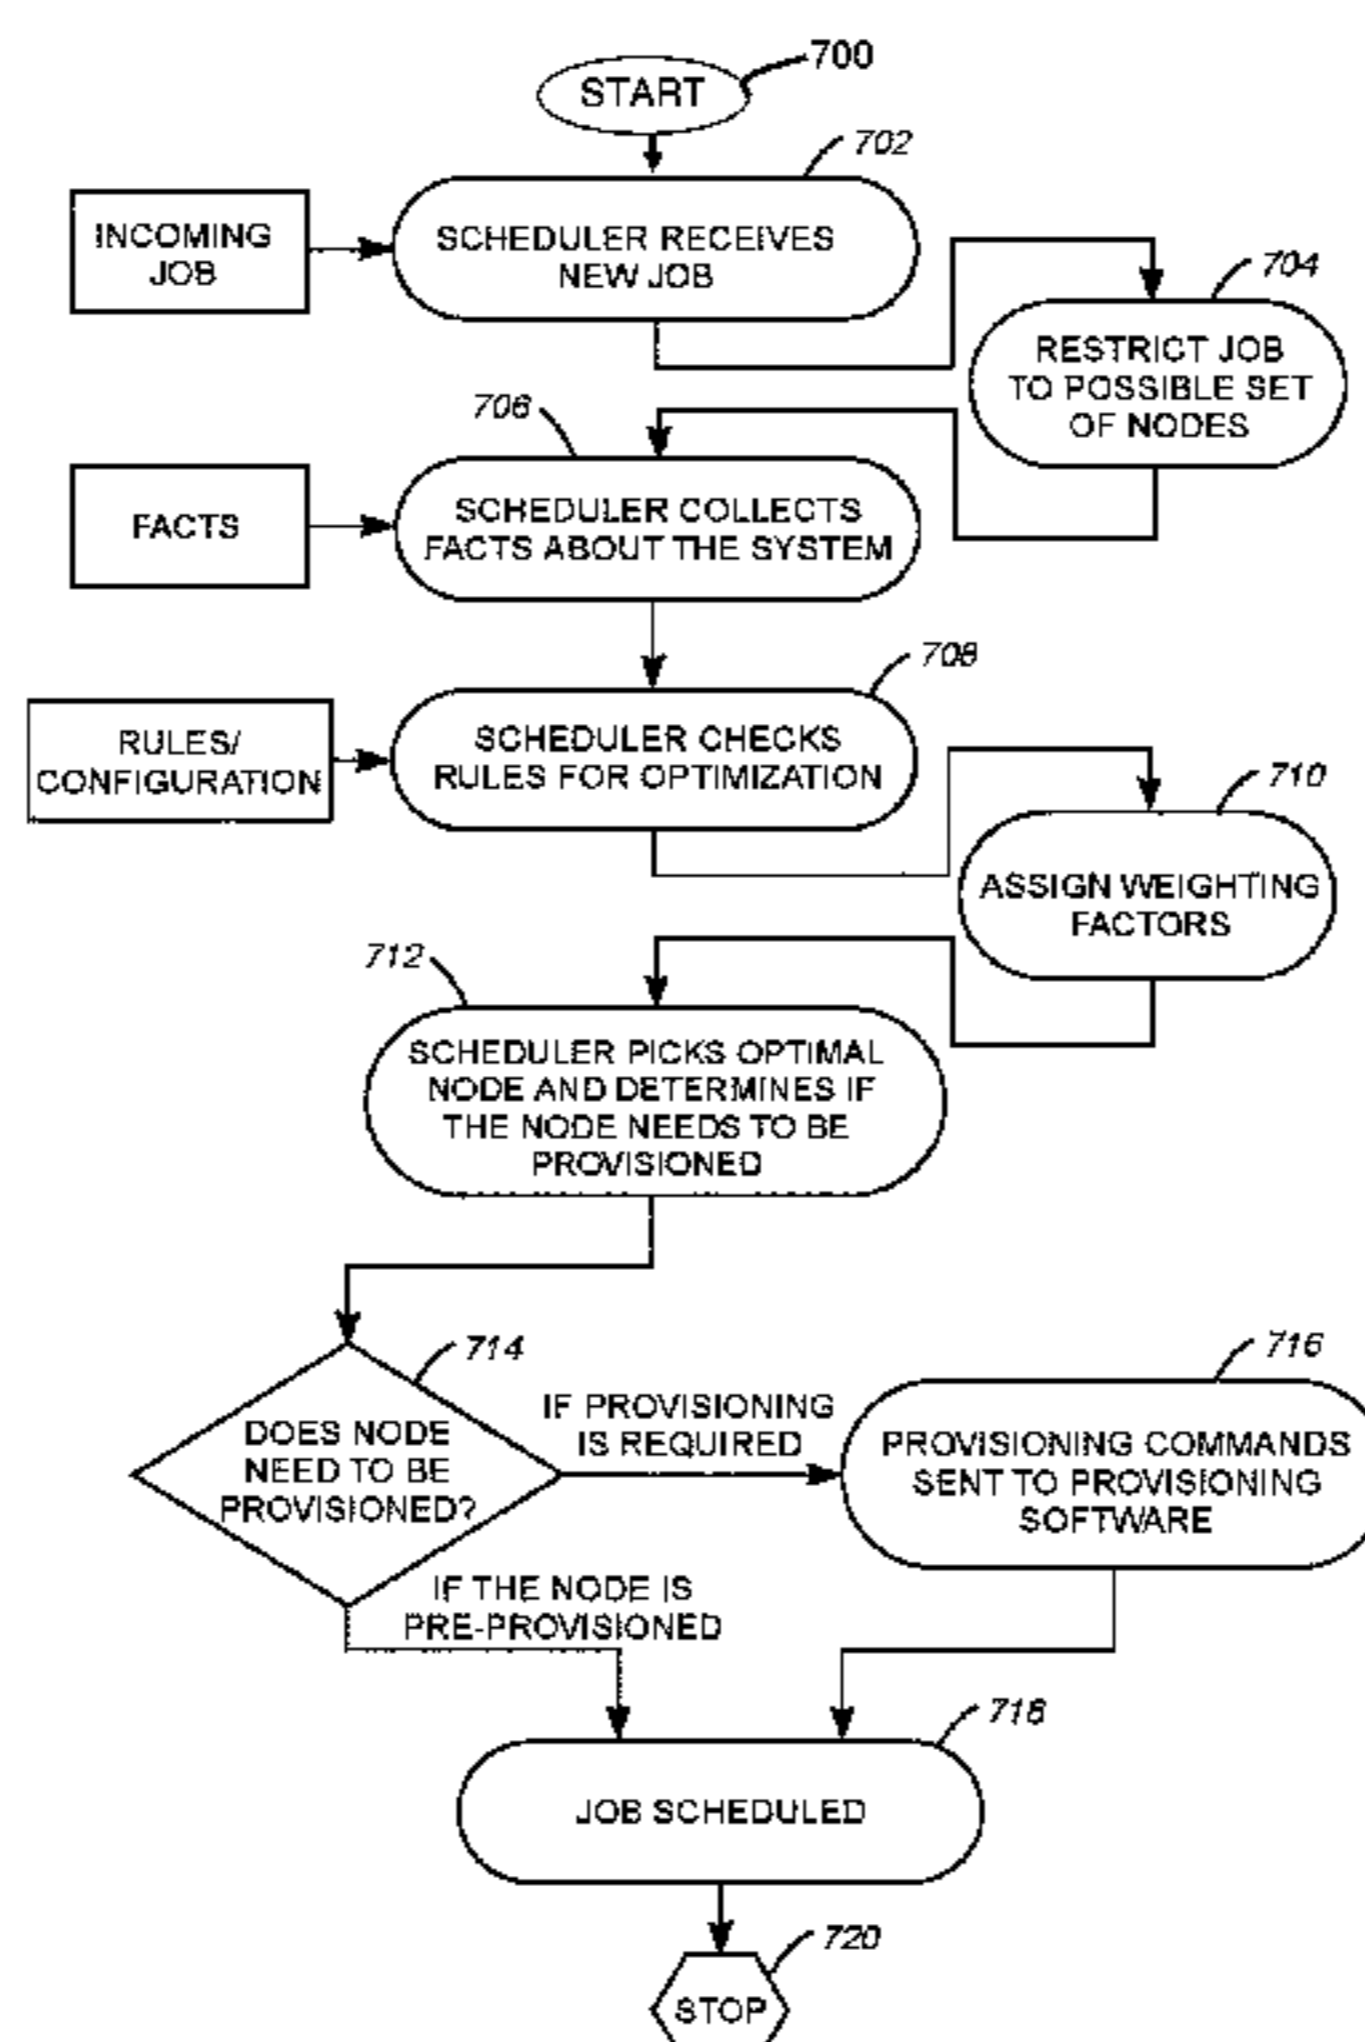 700
START
702
INCOMING
JOB
SCHEDULER RECEIVES
NEW JOB
704
RESTRICT JOB
TO POSSIBLE SET
OF NODES
706
FACTS
SCHEDULER COLLECTS
FACTS ABOUT THE SYSTEM
708
RULES/
CONFIGURATION
SCHEDULER CHECKS
RULES FOR OPTIMIZATION
710
ASSIGN WEIGHTING
FACTORS
712
SCHEDULER PICKS OPTIMAL
NODE AND DETERMINES IF
THE NODE NEEDS TO BE
PROVISIONED
714
DOES NODE
NEED TO BE
PROVISIONED?
IF PROVISIONING
IS REQUIRED
716
PROVISIONING COMMANDS
SENT TO PROVISIONING
SOFTWARE
IF THE NODE IS
PRE-PROVISIONED
718
JOB SCHEDULED
720
STOP